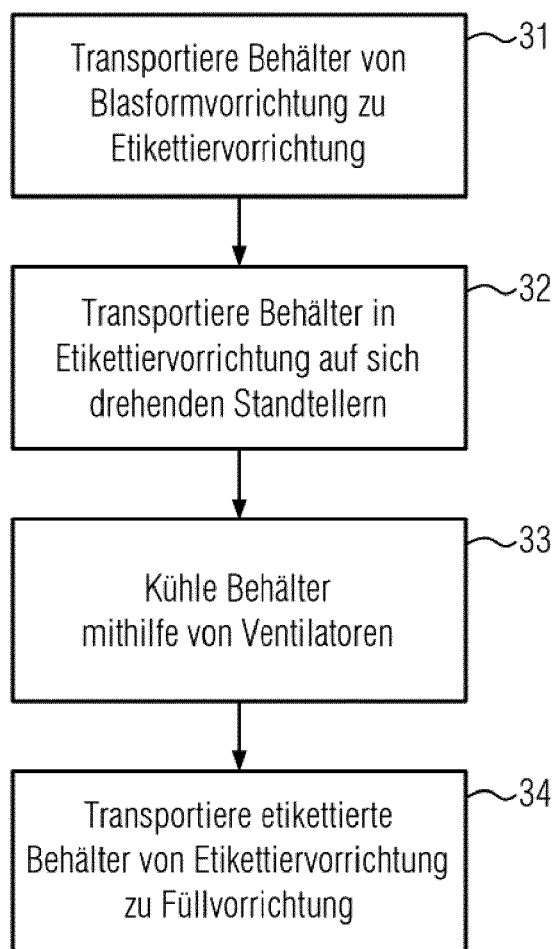 Transportiere Behälter von
Blasformvorrichtung zu
Etikettiervorrichtung
31
Transportiere Behälter in
Etikettiervorrichtung auf sich
drehenden Standtellern
32
Kühle Behälter
mithilfe von Ventilatoren
33
Transportiere etikettierte
Behälter von Etikettiervorrichtung
zu Füllvorrichtung
34